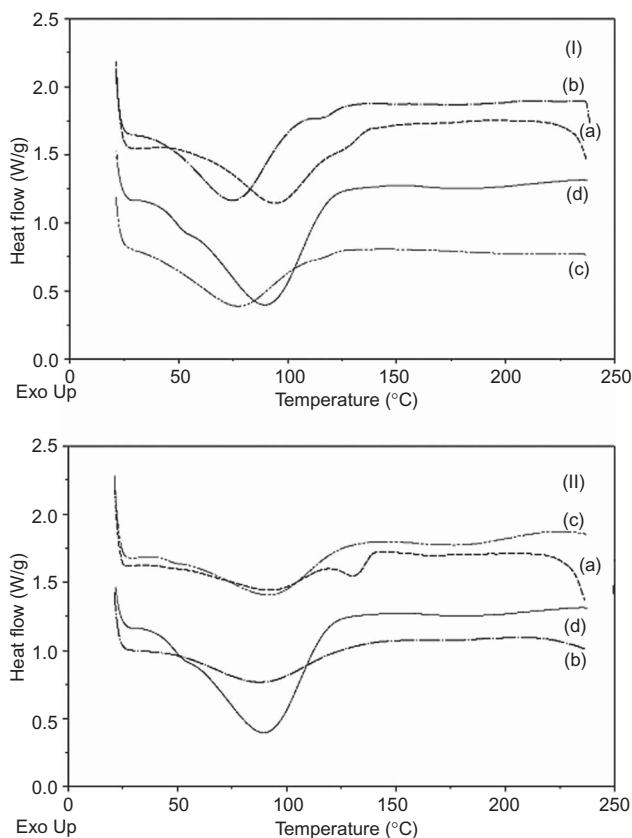 2.5
(I)
2.0
(b)
(a)
1.5
Heat flow (W/g)
(d)
1.0
(c)
0.5
0.0
0 50 100 150 200 250
Exo Up
Temperature (°C)
2.5
(II)
2.0
(c)
(a)
1.5
Heat flow (W/g)
(d)
1.0
(b)
0.5
0.0
0 50 100 150 200 250
Exo Up
Temperature (°C)